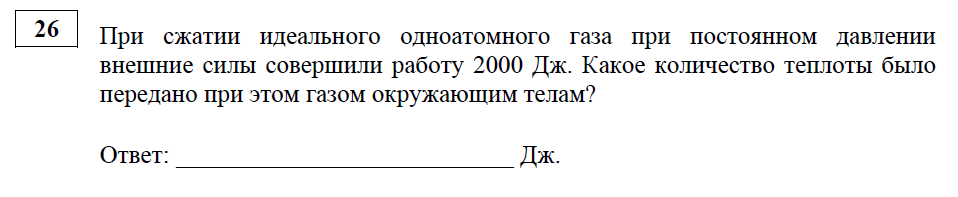 26
При сжатии идеального одноатомного газа при постоянном давлении
внешние силы совершили работу 2000 Дж. Какое количество теплоты было
передано при этом газом окружающим телам?
Ответ: ___________________________ Дж.